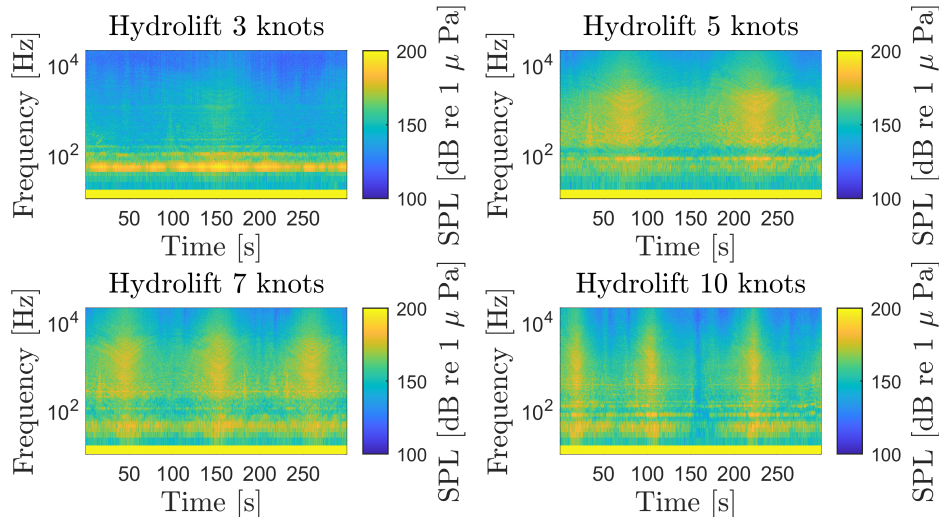 Hydrolift 3 knots
Frequency [Hz]
10^4
10^2
50 100 150 200 250
Time [s]
200
150
100
SPL [dB re 1 μ Pa]
Hydrolift 5 knots
Frequency [Hz]
10^4
10^2
50 100 150 200 250
Time [s]
200
150
100
SPL [dB re 1 μ Pa]
Hydrolift 7 knots
Frequency [Hz]
10^4
10^2
50 100 150 200 250
Time [s]
200
150
100
SPL [dB re 1 μ Pa]
Hydrolift 10 knots
Frequency [Hz]
10^4
10^2
50 100 150 200 250
Time [s]
200
150
100
SPL [dB re 1 μ Pa]